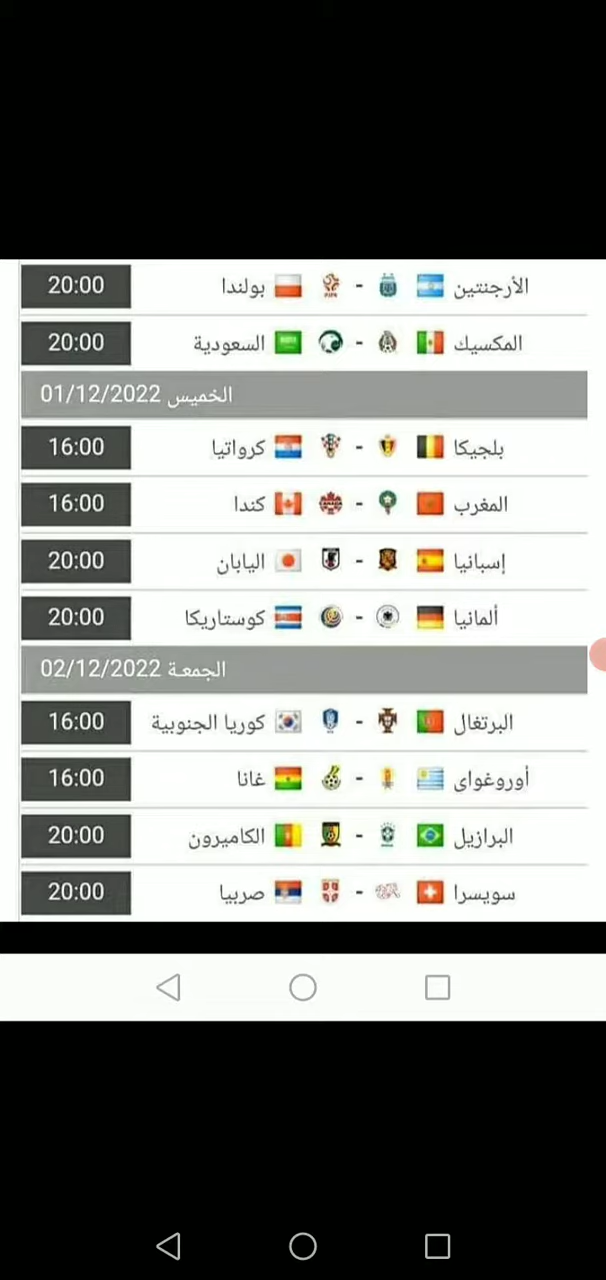 الأرجنتين - بولندا 20:00
المكسيك - السعودية 20:00
الخميس 01/12/2022
بلجيكا - كرواتيا 16:00
المغرب - كندا 16:00
إسبانيا - اليابان 20:00
ألمانيا - كوستاريكا 20:00
الجمعة 02/12/2022
البرتغال - كوريا الجنوبية 16:00
أوروغواى - غانا 16:00
البرازيل - الكاميرون 20:00
سويسرا - صربيا 20:00